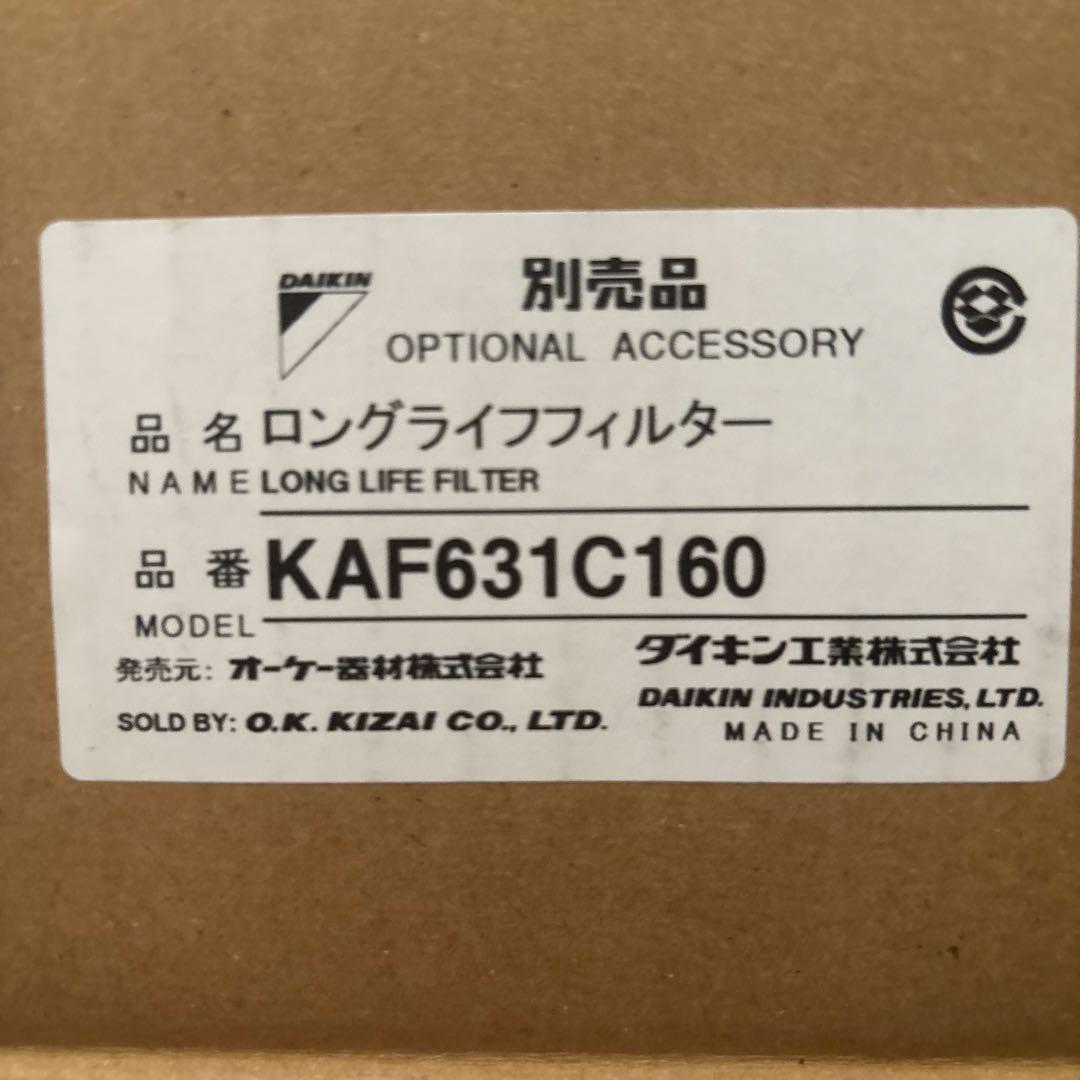 DAIKIN
別売品
OPTIONAL ACCESSORY
品名 ロングライフフィルター
NAME LONG LIFE FILTER
品番 KAF631C160
MODEL
発売元: オーケー器材株式会社
SOLD BY: O.K. KIZAI CO., LTD.
ダイキン工業株式会社
DAIKIN INDUSTRIES, LTD.
MADE IN CHINA